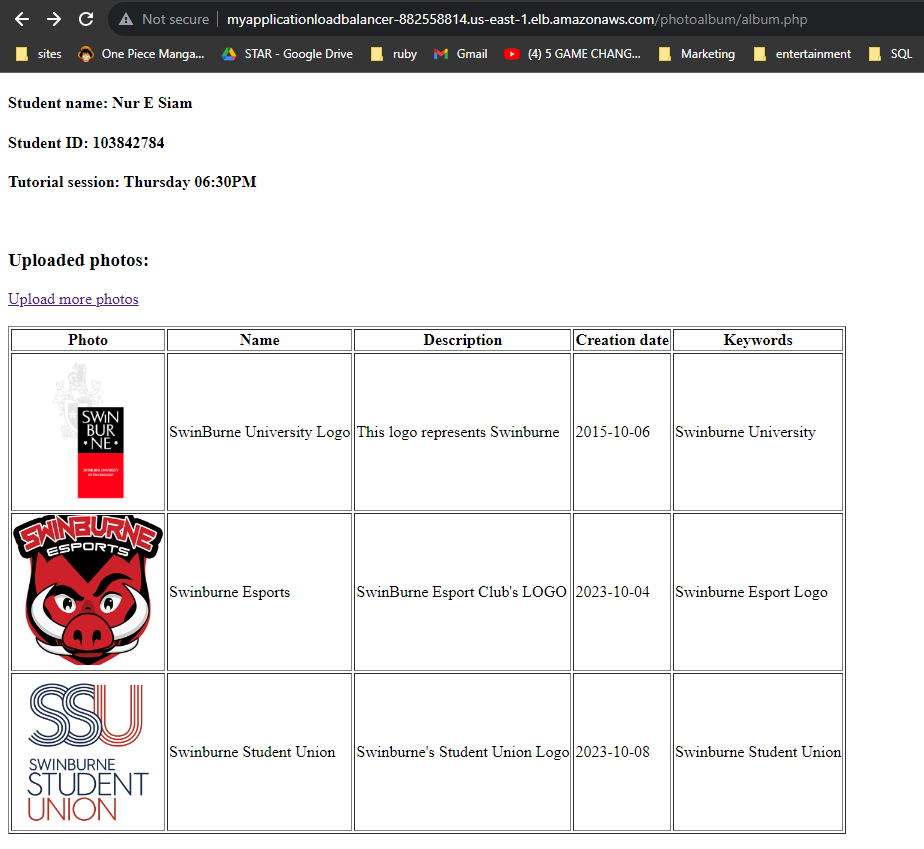 Not secure myapplicationloadbalancer-882558814.us-east-1.elb.amazonaws.com/photoalbum/album.php
sites One Piece Manga... STAR - Google Drive ruby Gmail (4) 5 GAME CHANG... Marketing entertainment SQL
Student name: Nur E Siam
Student ID: 103842784
Tutorial session: Thursday 06:30PM
Uploaded photos:
Upload more photos
Photo Name Description Creation date Keywords
SWIN
BUR
*NE*
SWINBURNE UNIVERSITY
OF TECHNOLOGY
SwinBurne University Logo This logo represents Swinburne 2015-10-06 Swinburne University
SWINBURNE
ESPORTS
Swinburne Esports SwinBurne Esport Club's LOGO 2023-10-04 Swinburne Esport Logo
SSU
SWINBURNE
STUDENT
UNION
Swinburne Student Union Swinburne's Student Union Logo 2023-10-08 Swinburne Student Union